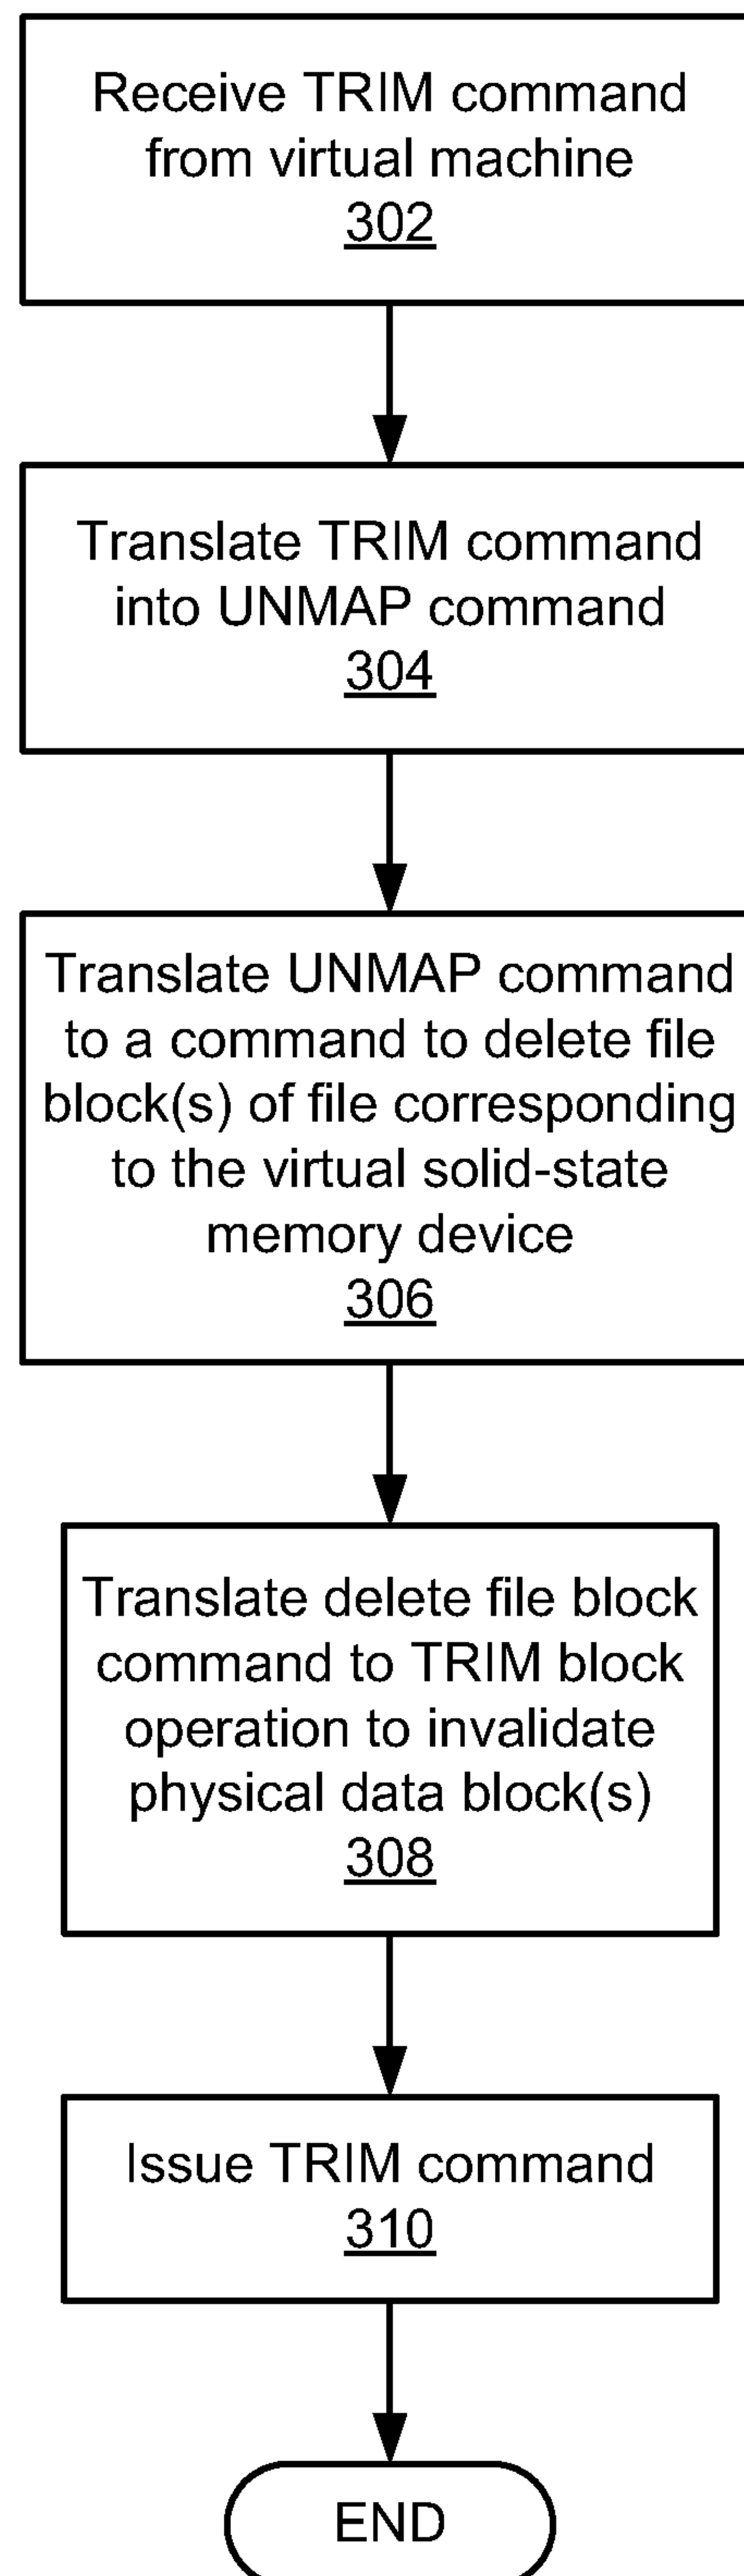 Receive TRIM command
from virtual machine
302
Translate TRIM command
into UNMAP command
304
Translate UNMAP command
to a command to delete file
block(s) of file corresponding
to the virtual solid-state
memory device
306
Translate delete file block
command to TRIM block
operation to invalidate
physical data block(s)
308
Issue TRIM command
310
END